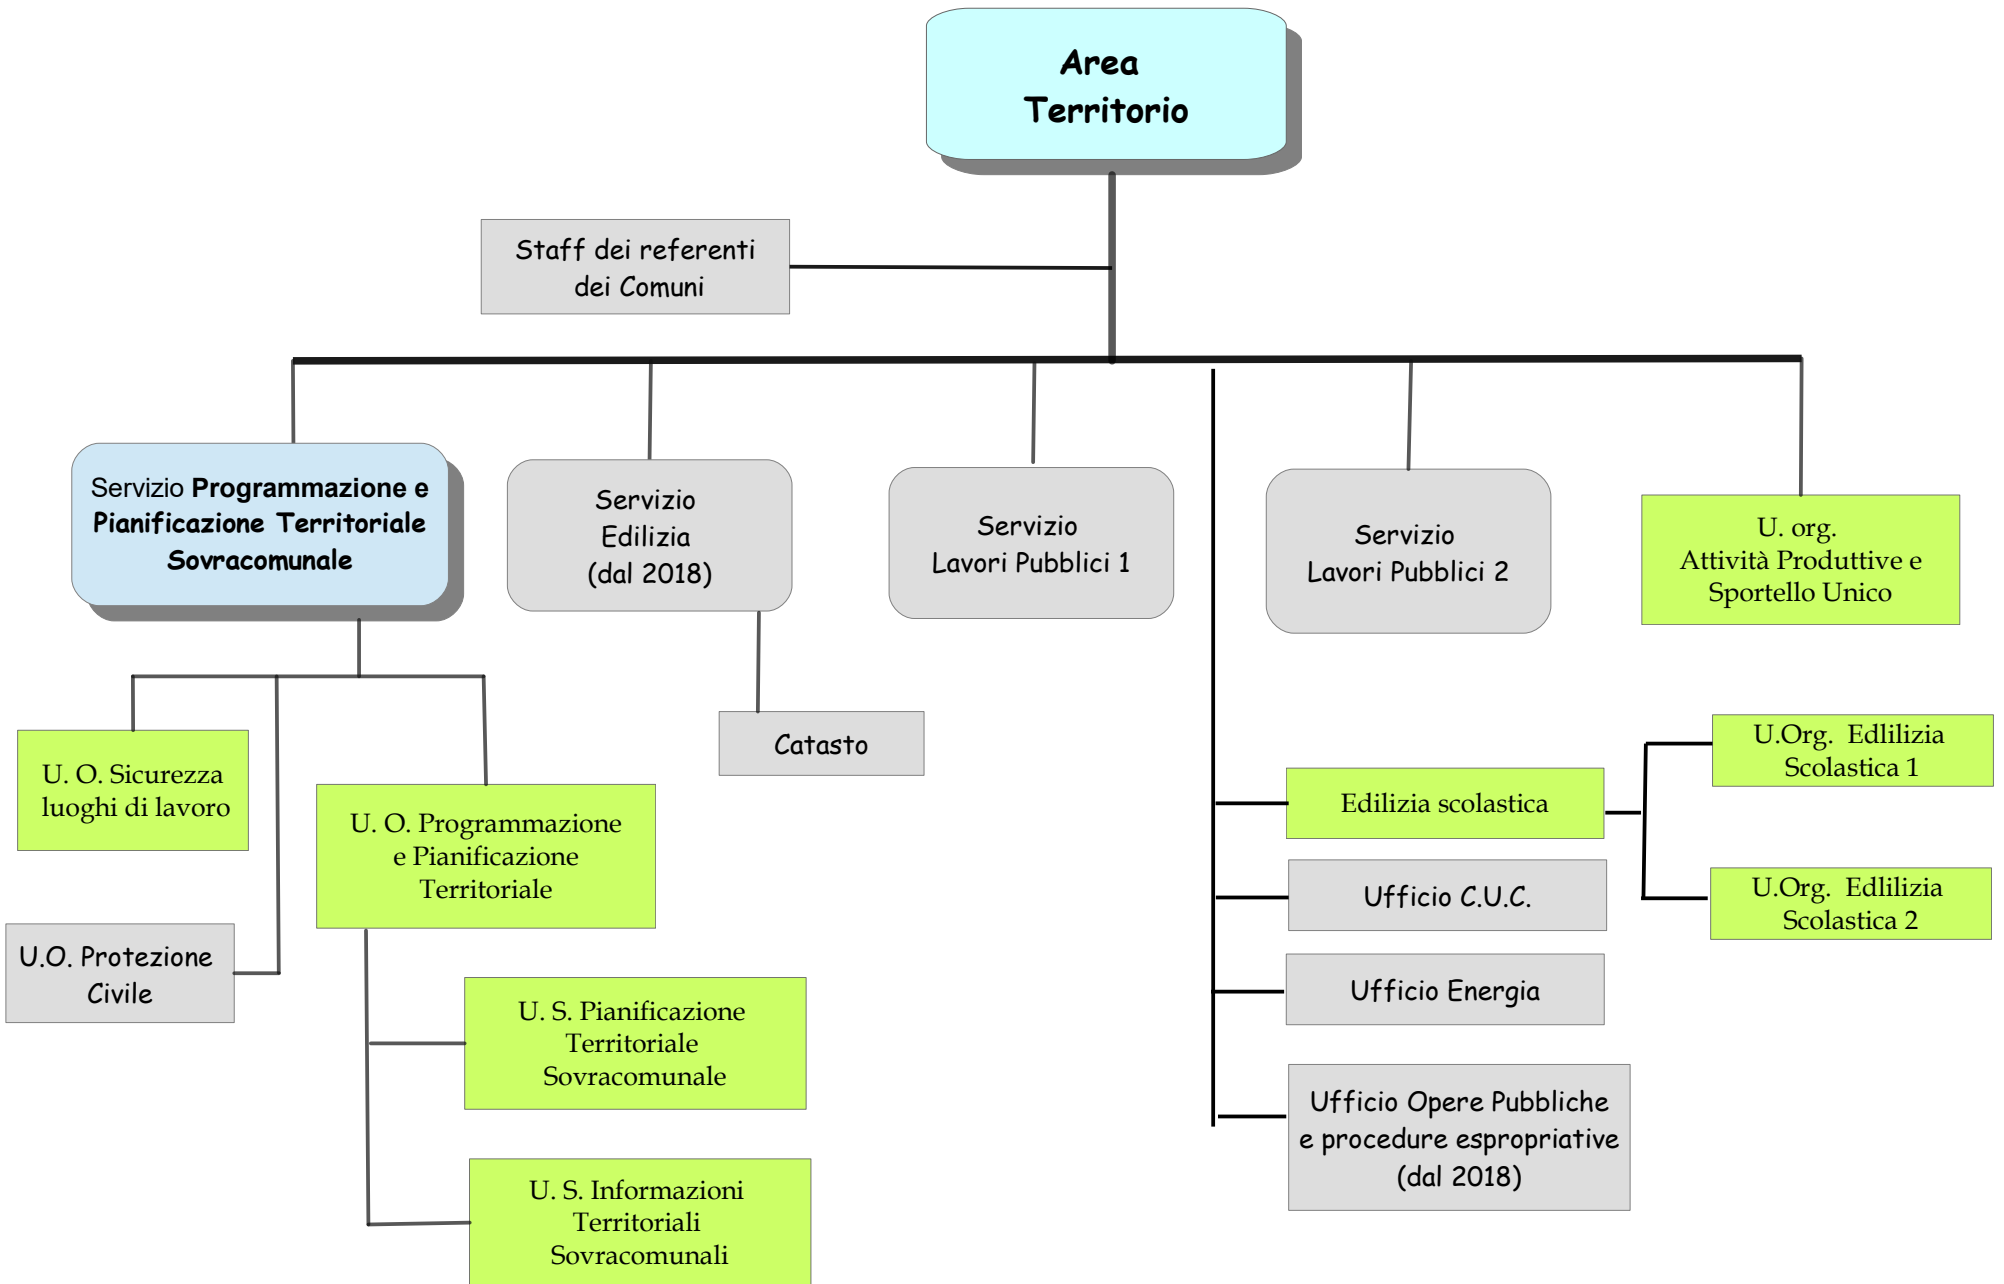 Area
Territorio
Staff dei referenti
dei Comuni
Servizio Programmazione e
Pianificazione Territoriale
Sovracomunale
Servizio
Edilizia
(dal 2018)
Servizio
Lavori Pubblici 1
Servizio
Lavori Pubblici 2
U. org.
Attività Produttive e
Sportello Unico
U. O. Sicurezza
luoghi di lavoro
U. O. Programmazione
e Pianificazione
Territoriale
Catasto
U.O. Protezione
Civile
U. S. Pianificazione
Territoriale
Sovracomunale
U. S. Informazioni
Territoriali
Sovracomunali
Edilizia scolastica
U.Org. Edlilizia
Scolastica 1
U.Org. Edlilizia
Scolastica 2
Ufficio C.U.C.
Ufficio Energia
Ufficio Opere Pubbliche
e procedure espropriative
(dal 2018)